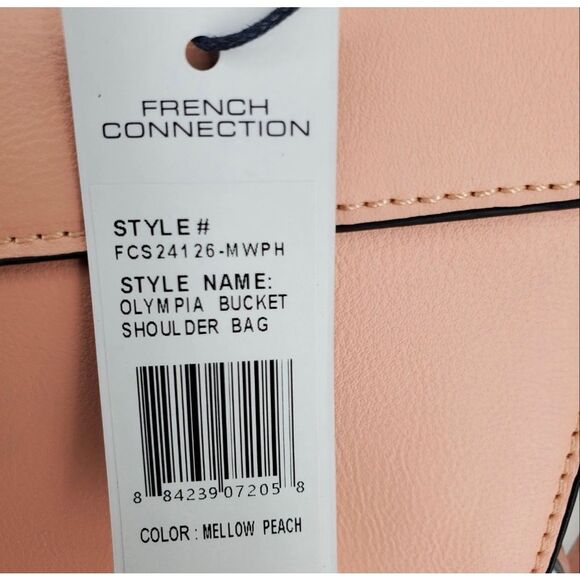 FRENCH
CONNECTION
STYLE#
FCS24126-MWPH
STYLE NAME:
OLYMPIA BUCKET
SHOULDER BAG
8 84239 07205 8
COLOR: MELLOW PEACH